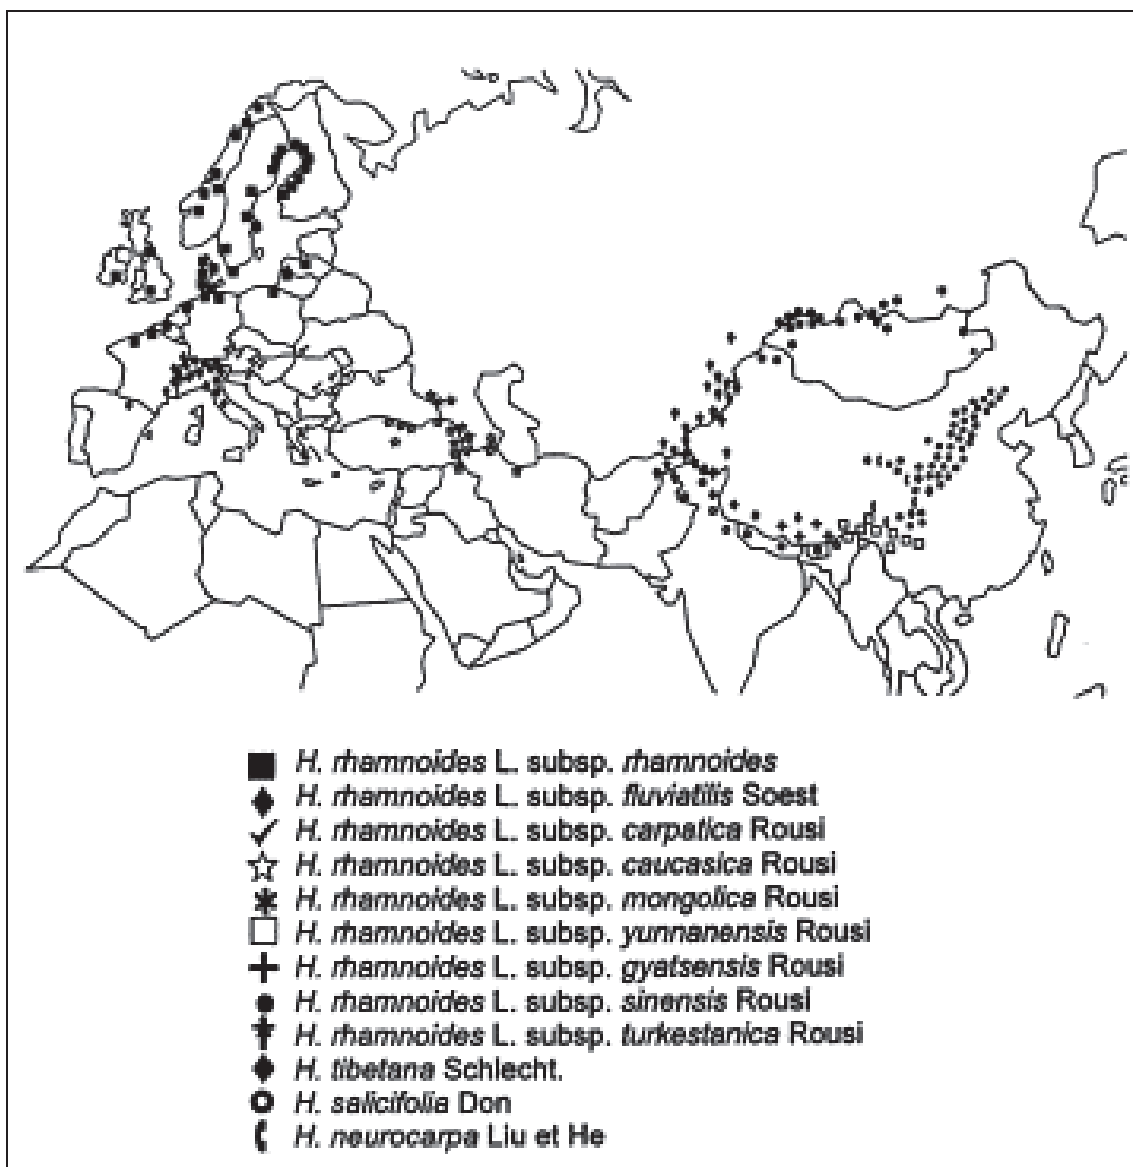 H. rhamnoides L. subsp. rhamnoides
H. rhamnoides L. subsp. fluviatilis Soest
H. rhamnoides L. subsp. carpatica Rousi
H. rhamnoides L. subsp. caucasica Rousi
H. rhamnoides L. subsp. mongolica Rousi
H. rhamnoides L. subsp. yunnanensis Rousi
H. rhamnoides L. subsp. gyatsensis Rousi
H. rhamnoides L. subsp. sinensis Rousi
H. rhamnoides L. subsp. turkestanica Rousi
H. tibetana Schlecht.
H. salicifolia Don
H. neurocarpa Liu et He